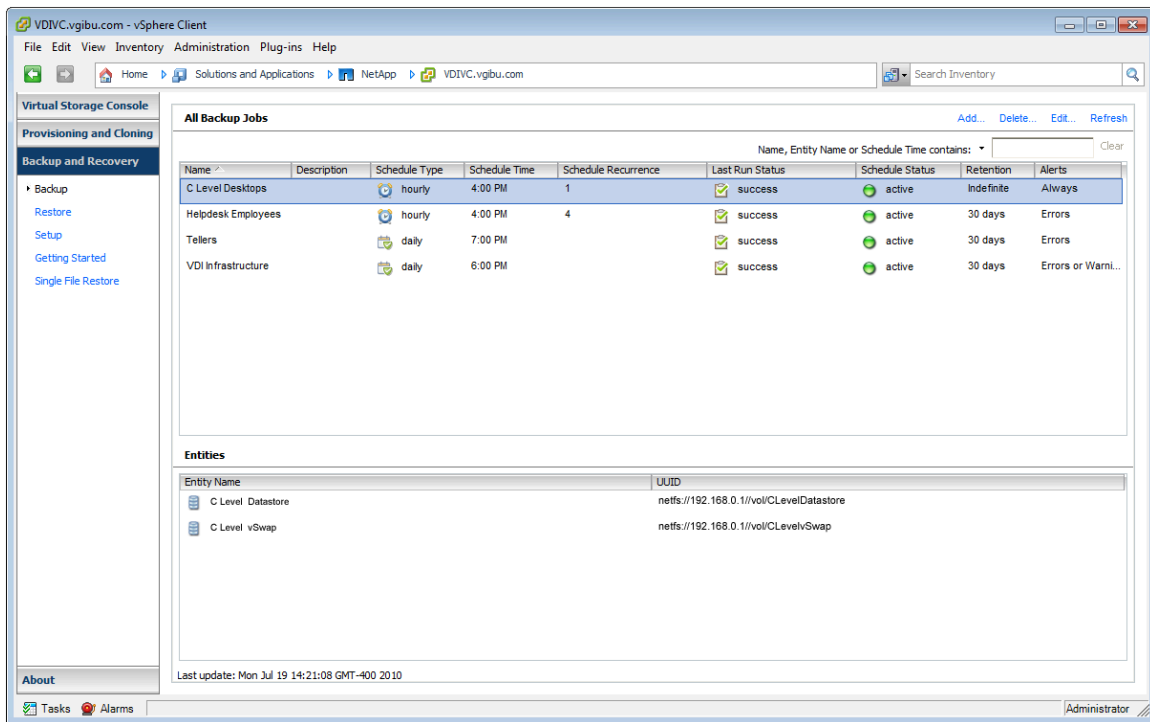 VDIVC.vgibu.com - vSphere Client
File Edit View Inventory Administration Plug-ins Help
Home Solutions and Applications NetApp VDIVC.vgibu.com Search Inventory
Virtual Storage Console
Provisioning and Cloning
Backup and Recovery
Backup
Restore
Setup
Getting Started
Single File Restore
About
All Backup Jobs Add... Delete... Edit... Refresh
Name, Entity Name or Schedule Time contains: Clear
Name Description Schedule Type Schedule Time Schedule Recurrence Last Run Status Schedule Status Retention Alerts
C Level Desktops hourly 4:00 PM 1 success active Indefinite Always
Helpdesk Employees hourly 4:00 PM 4 success active 30 days Errors
Tellers daily 7:00 PM success active 30 days Errors
VDI Infrastructure daily 6:00 PM success active 30 days Errors or Warni...
Entities
Entity Name UUID
C Level Datastore netfs://192.168.0.1//vol/CLevelDatastore
C Level vSwap netfs://192.168.0.1//vol/CLevelvSwap
Last update: Mon Jul 19 14:21:08 GMT-400 2010
Tasks Alarms Administrator